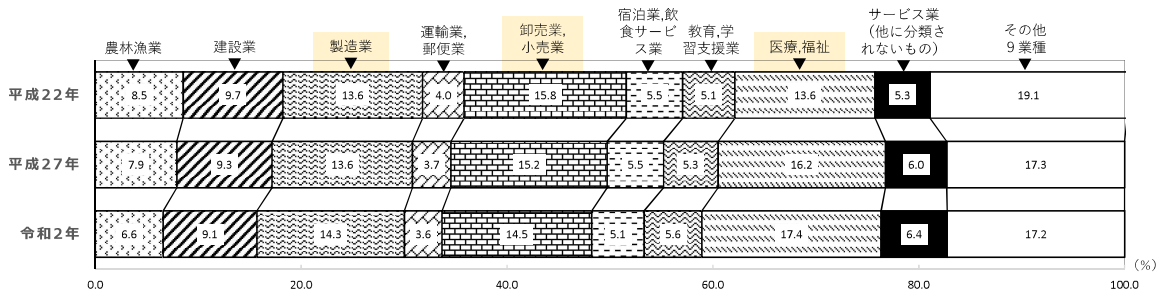 農林漁業
建設業
製造業
運輸業,
郵便業
卸売業,
小売業
宿泊業,飲
食サービ
ス業
教育,学
習支援業
医療,福祉
サービス業
(他に分類さ
れないもの)
その他
9業種
平成22年
8.5 9.7 13.6 4.0 15.8 5.5 5.1 13.6 5.3 19.1
平成27年
7.9 9.3 13.6 3.7 15.2 5.5 5.3 16.2 6.0 17.3
令和2年
6.6 9.1 14.3 3.6 14.5 5.1 5.6 17.4 6.4 17.2
(%)
0.0 20.0 40.0 60.0 80.0 100.0